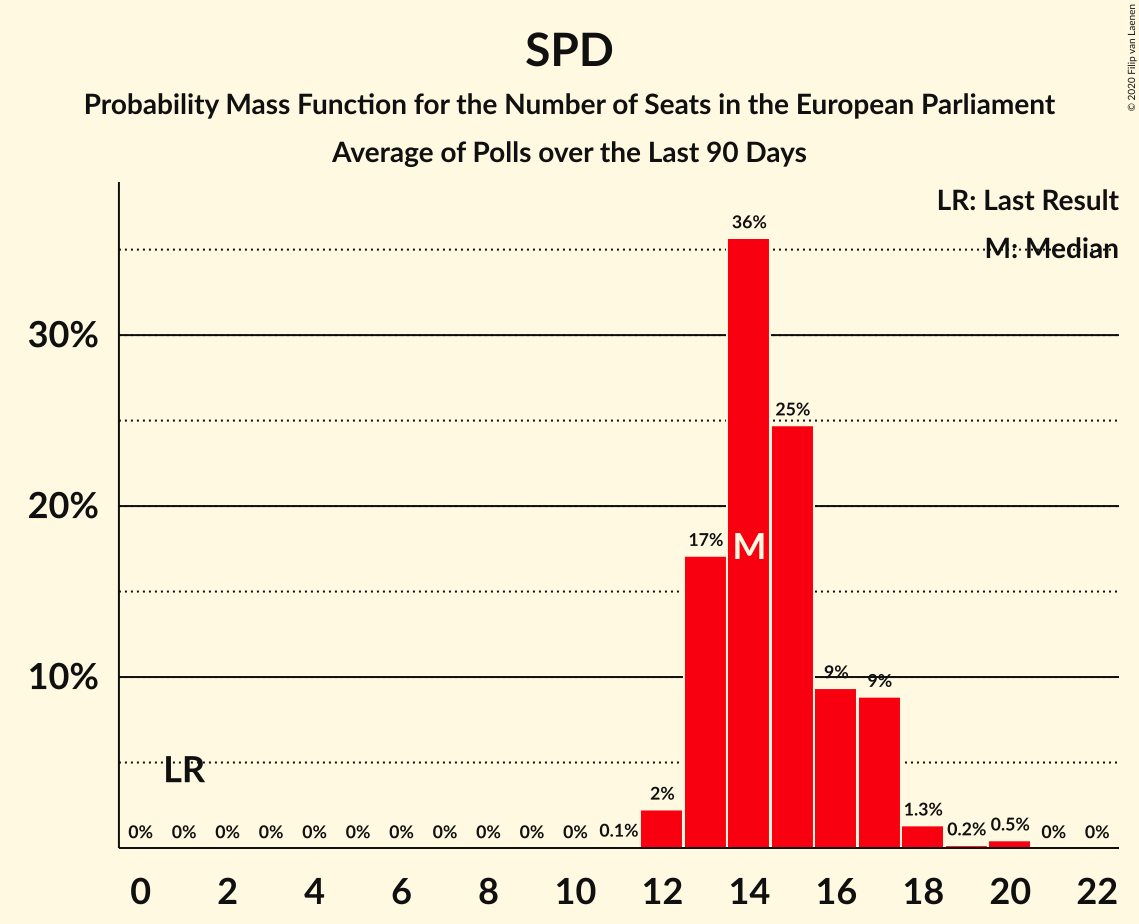 © 2020 Filip van Laenen
SPD
Probability Mass Function for the Number of Seats in the European Parliament
Average of Polls over the Last 90 Days
LR: Last Result
M: Median
30%
20%
10%
0% 0% 0% 0% 0% 0% 0% 0% 0% 0% 0% 0.1% 2% 17% 36% 25% 9% 9% 1.3% 0.2% 0.5% 0% 0%
LR
M
0 2 4 6 8 10 12 14 16 18 20 22